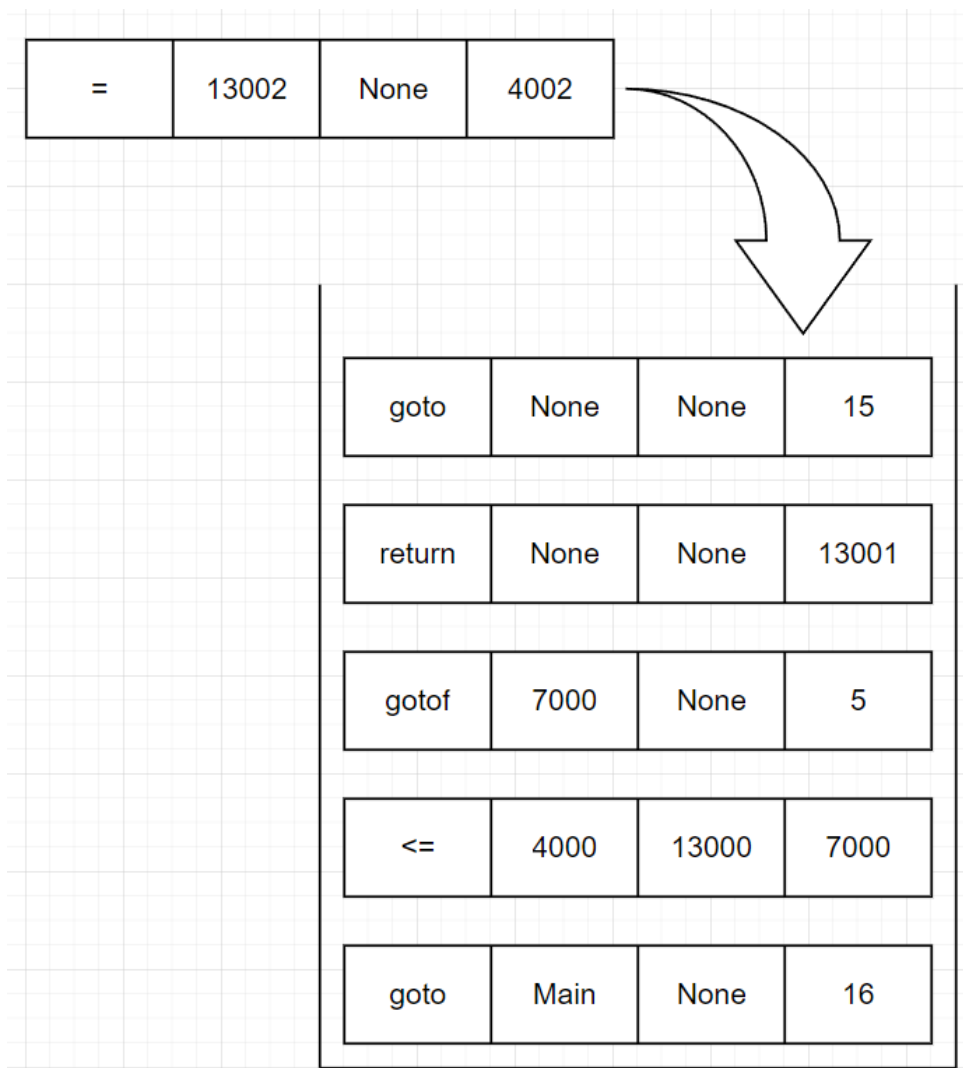 = 13002 None 4002
goto None None 15
return None None 13001
gotof 7000 None 5
<= 4000 13000 7000
goto Main None 16